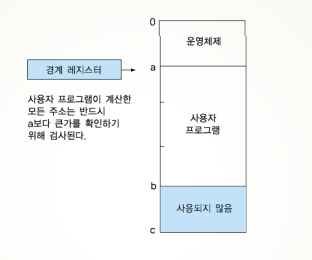 0
운영체제
경계 레지스터
a
사용자 프로그램이 계산한
모든 주소는 반드시
a보다 큰가를 확인하기
위해 검사된다.
사용자
프로그램
b
사용되지 않음
c